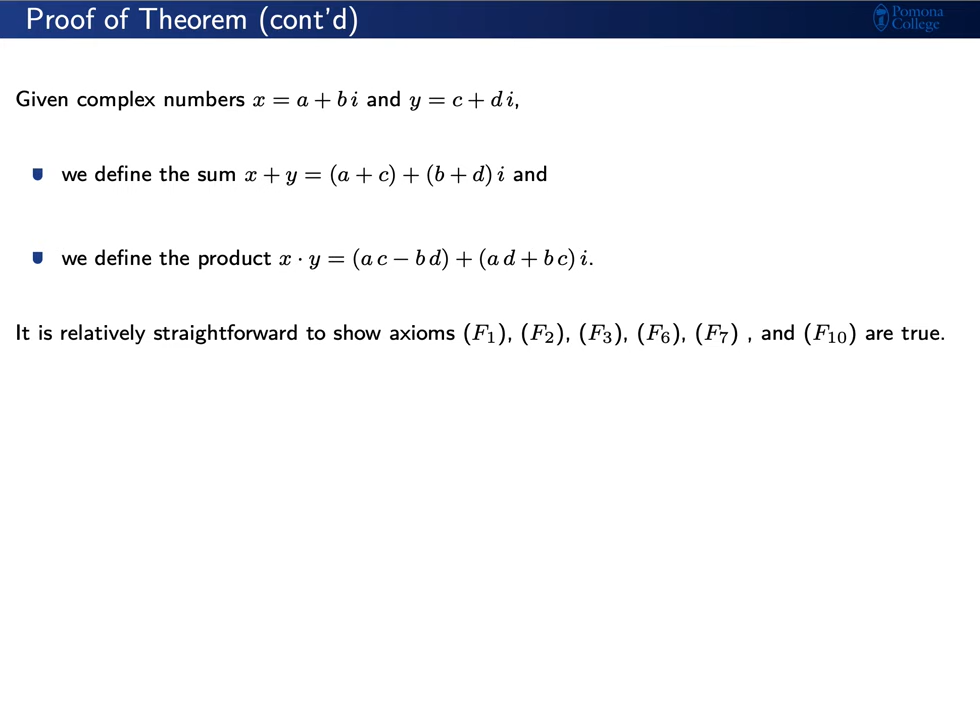 Proof of Theorem (cont'd)
Pomona
College
Given complex numbers x = a + b i and y = c + d i,
we define the sum x + y = (a + c) + (b + d) i and
we define the product x · y = (a c − b d) + (a d + b c) i.
It is relatively straightforward to show axioms (F₁), (F₂), (F₃), (F₆), (F₇) , and (F₁₀) are true.